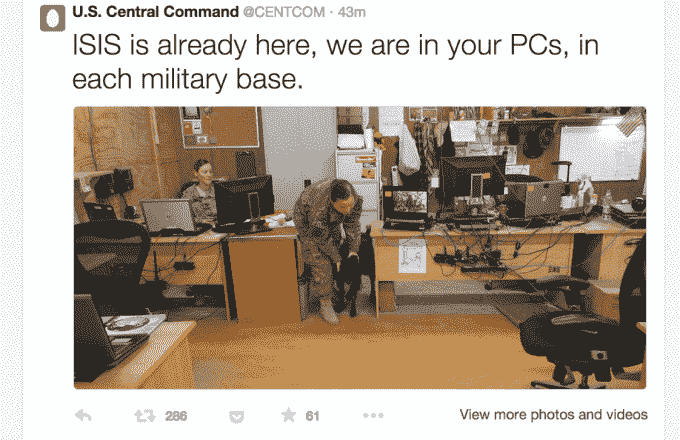 U.S. Central Command @CENTCOM · 43m
ISIS is already here, we are in your PCs, in
each military base.
286 61 View more photos and videos